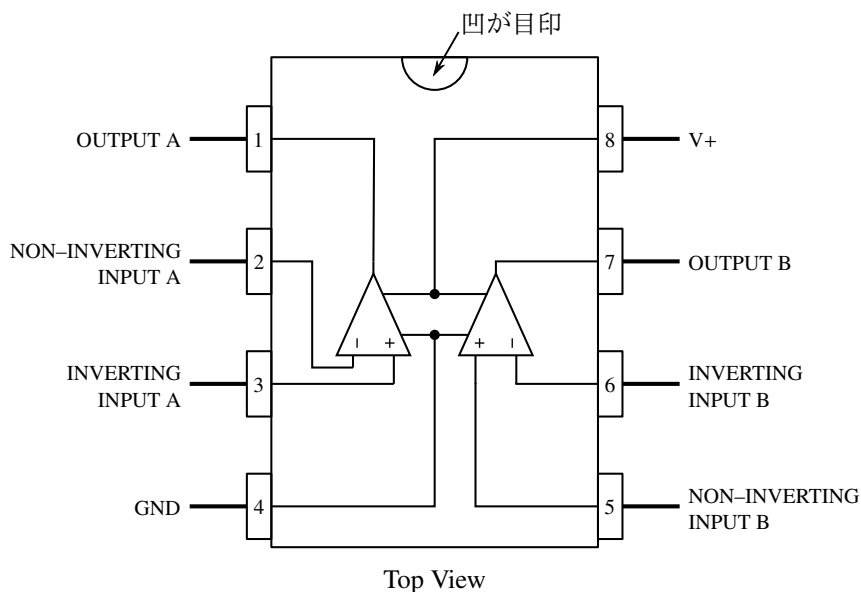 凹が目印
OUTPUT A
1
8
V+
NON–INVERTING
INPUT A
2
7
OUTPUT B
INVERTING
INPUT A
3
6
INVERTING
INPUT B
GND
4
5
NON–INVERTING
INPUT B
– +
+ –
Top View